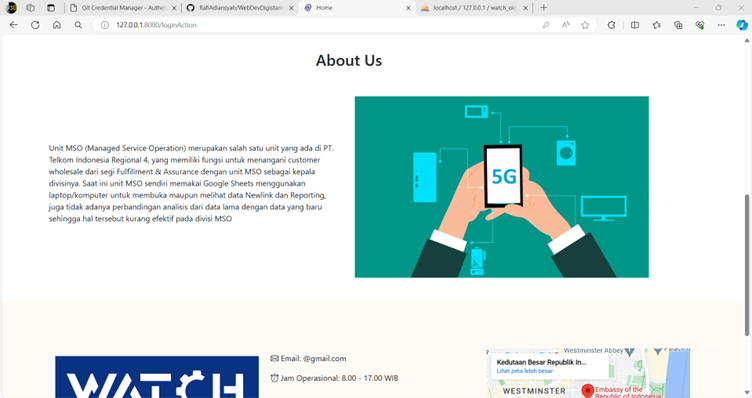 Git Credential Manager - Authen
RafiAdiansyah/WebDevDigistar
Home
localhost / 127.0.0.1 / watch_old
127.0.0.1:8000/loginAction
About Us
Unit MSO (Managed Service Operation) merupakan salah satu unit yang ada di PT.
Telkom Indonesia Regional 4, yang memiliki fungsi untuk menangani customer
wholesale dari segi Fulfillment & Assurance dengan unit MSO sebagai kepala
divisinya. Saat ini unit MSO sendiri memakai Google Sheets menggunakan
laptop/komputer untuk membuka maupun melihat data Newlink dan Reporting,
juga tidak adanya perbandingan analisis dari data lama dengan data yang baru
sehingga hal tersebut kurang efektif pada divisi MSO
5G
WATCH
Email: @gmail.com
Jam Operasional: 8.00 - 17.00 WIB
Westminster Abbey
Kedutaan Besar Republik In...
Lihat peta lebih besar
WESTMINSTER
Embassy of the
Republic of Indonesia